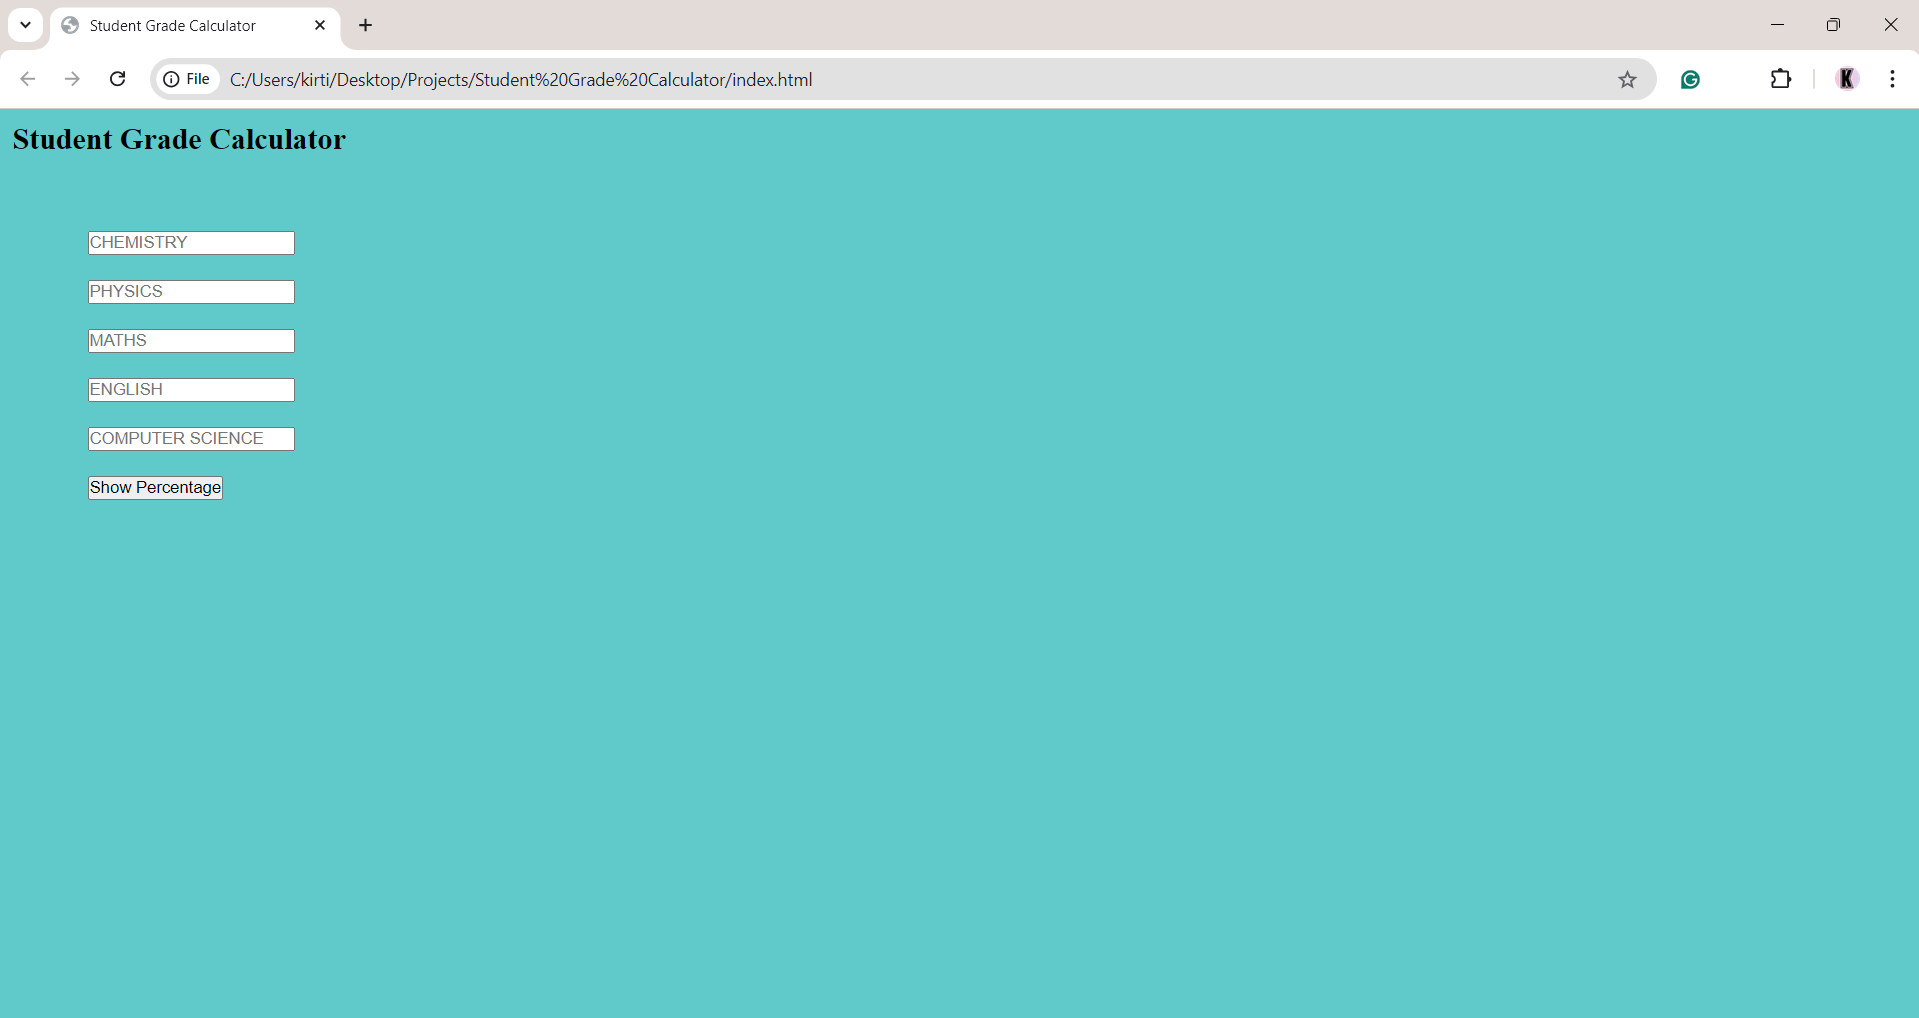 Student Grade Calculator
File C:/Users/kirti/Desktop/Projects/Student%20Grade%20Calculator/index.html
K
Student Grade Calculator
CHEMISTRY
PHYSICS
MATHS
ENGLISH
COMPUTER SCIENCE
Show Percentage